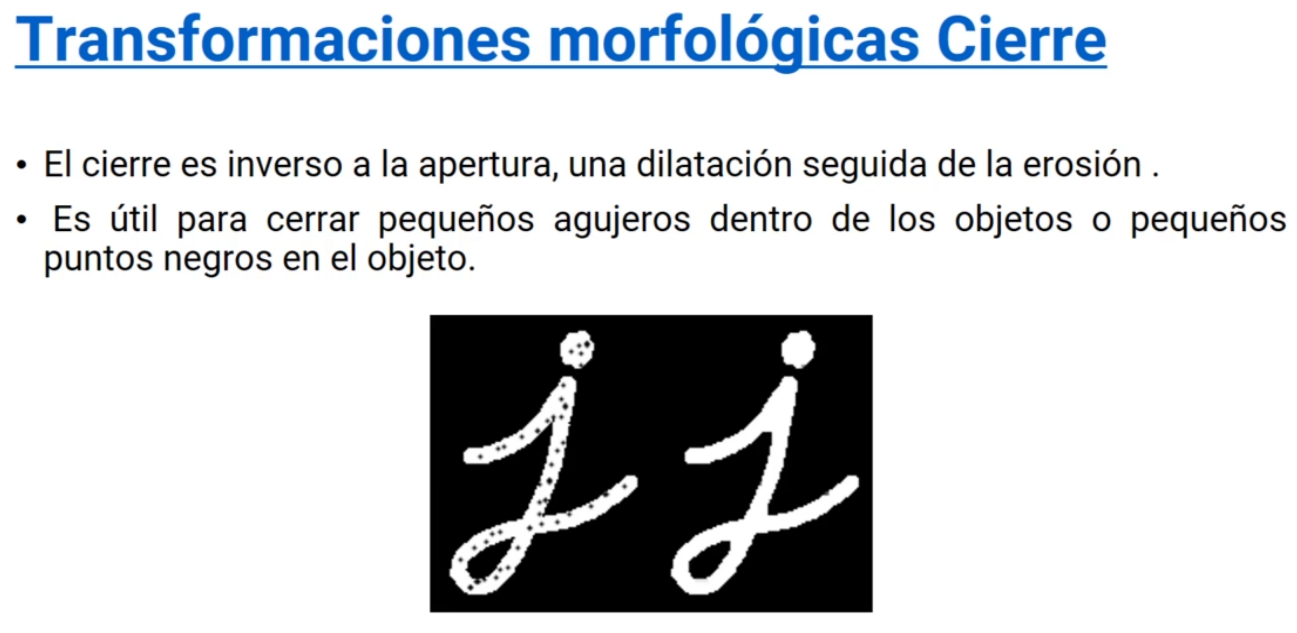 Transformaciones morfológicas Cierre
• El cierre es inverso a la apertura, una dilatación seguida de la erosión .
• Es útil para cerrar pequeños agujeros dentro de los objetos o pequeños
puntos negros en el objeto.
j j